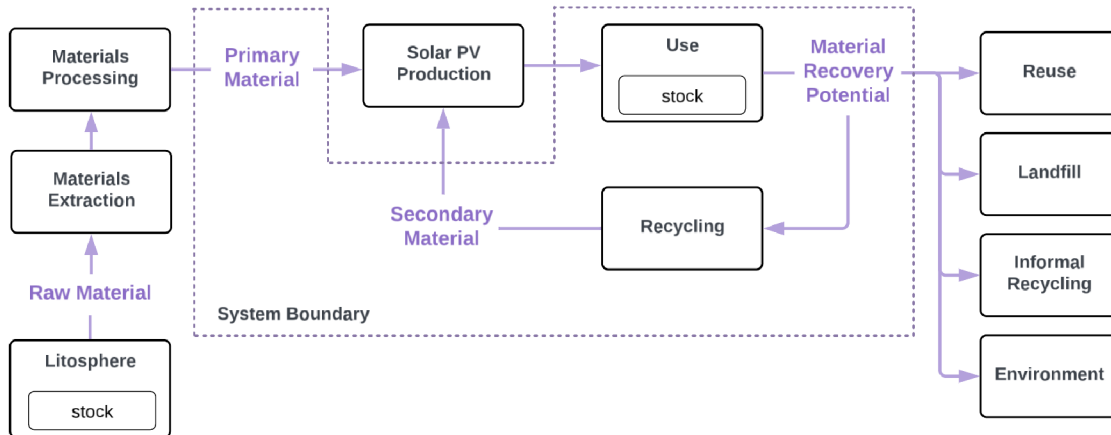 Materials
Processing
Primary
Material
Solar PV
Production
Use
stock
Material
Recovery
Potential
Reuse
Materials
Extraction
Landfill
Secondary
Material
Recycling
Informal
Recycling
Raw Material
System Boundary
Litosphere
stock
Environment